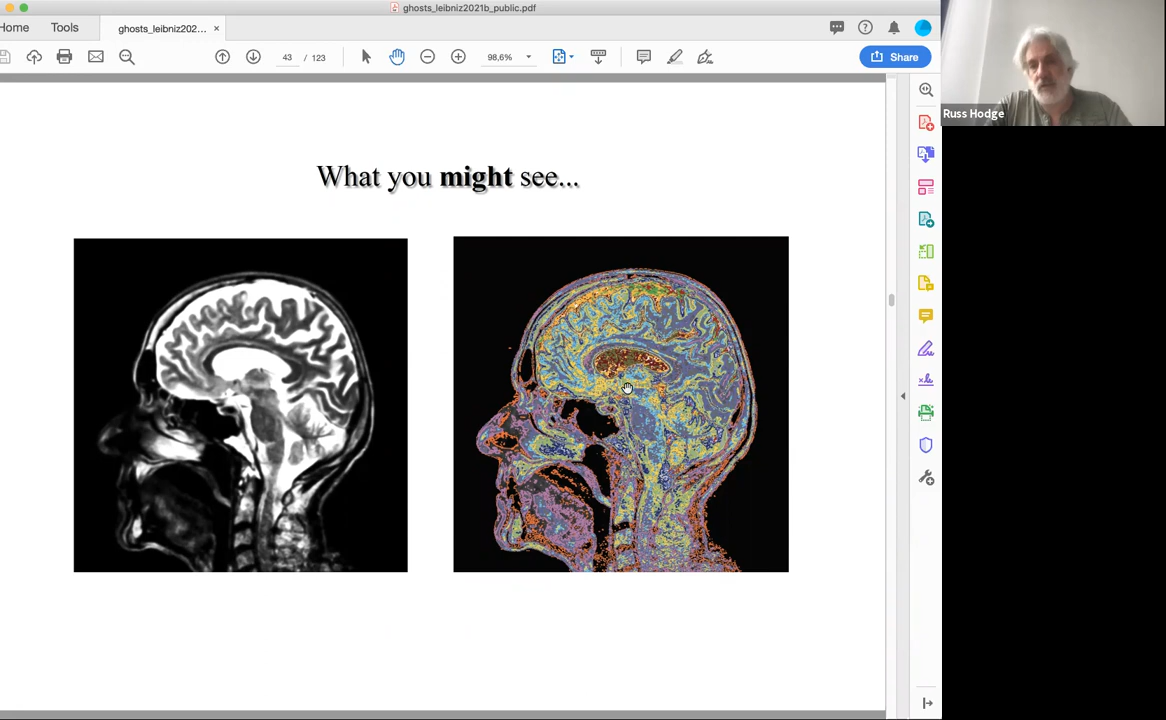 ghosts_leibniz2021b_public.pdf
Home
Tools
ghosts_leibniz202...
43 / 123
98,6%
Share
Russ Hodge
What you might see...